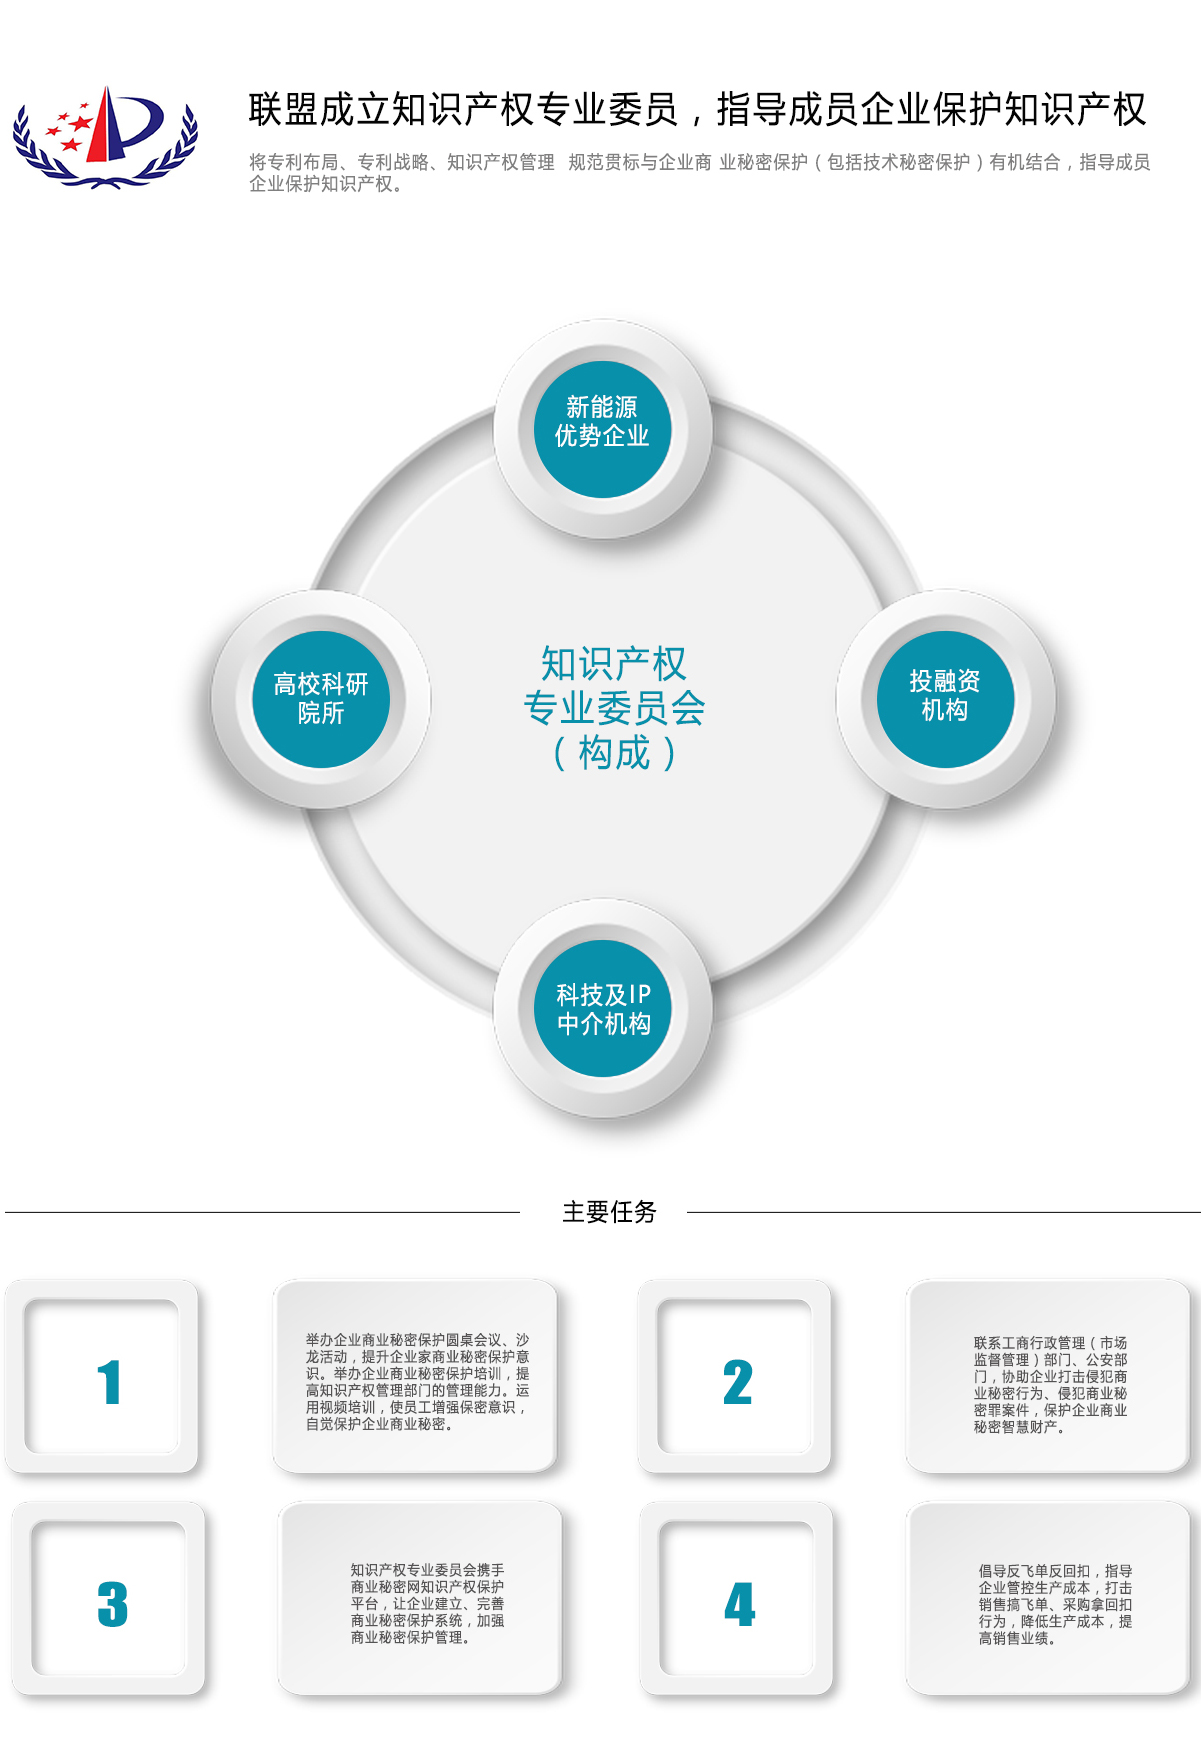 联盟成立知识产权专业委员，指导成员企业保护知识产权
将专利布局、专利战略、知识产权管理 规范贯标与企业商 业秘密保护（包括技术秘密保护）有机结合，指导成员
企业保护知识产权。
新能源
优势企业
高校科研
院所
知识产权
专业委员会
（构成）
投融资
机构
科技及IP
中介机构
主要任务
1
举办企业商业秘密保护圆桌会议、沙
龙活动，提升企业家商业秘密保护意
识。举办企业商业秘密保护培训，提
高知识产权管理部门的管理能力。运
用视频培训，使员工增强保密意识，
自觉保护企业商业秘密。
2
联系工商行政管理（市场
监督管理）部门、公安部
门，协助企业打击侵犯商
业秘密行为、侵犯商业秘
密罪案件，保护企业商业
秘密智慧财产。
3
知识产权专业委员会携手
商业秘密网知识产权保护
平台，让企业建立、完善
商业秘密保护系统，加强
商业秘密保护管理。
4
倡导反飞单反回扣，指导
企业管控生产成本，打击
销售搞飞单、采购拿回扣
行为，降低生产成本，提
高销售业绩。